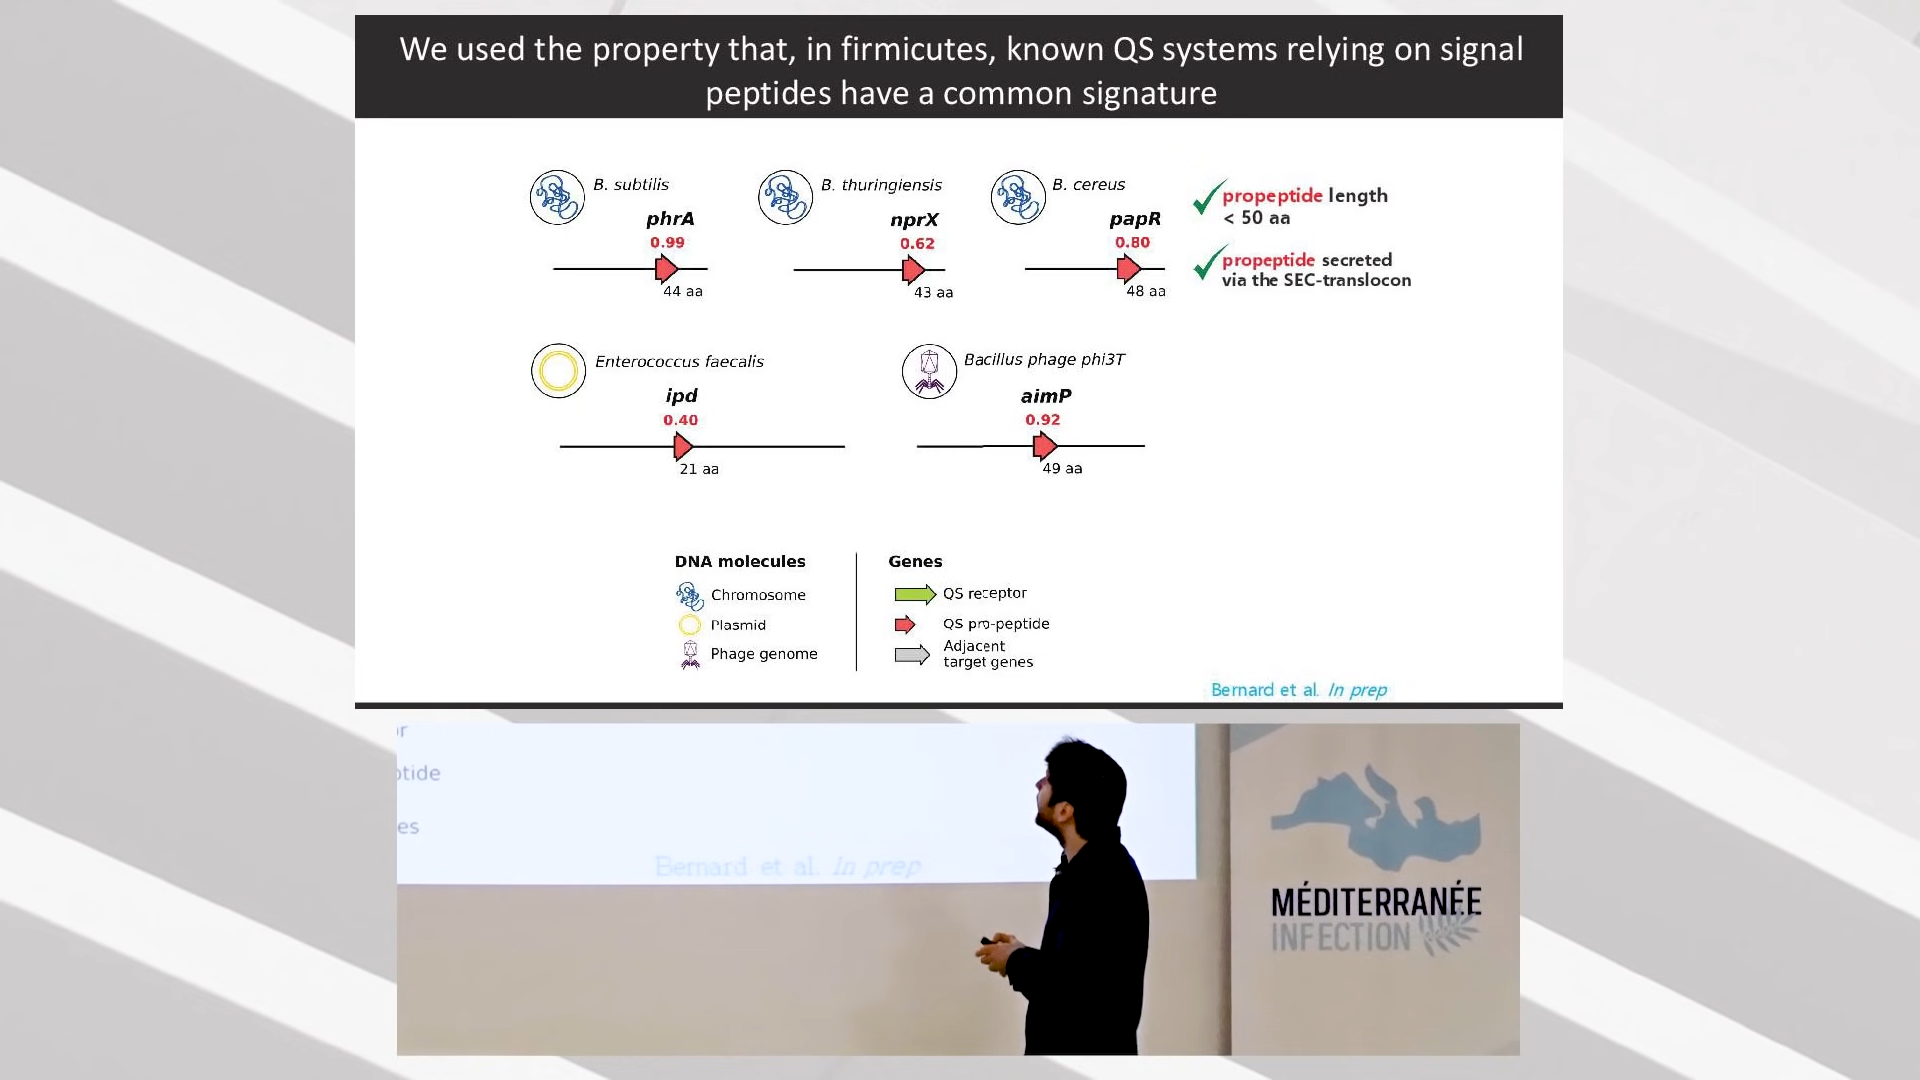 We used the property that, in firmicutes, known QS systems relying on signal
peptides have a common signature
B. subtilis
phrA
0.99
44 aa
B. thuringiensis
nprX
0.62
43 aa
B. cereus
papR
0.80
48 aa
propeptide length
< 50 aa
propeptide secreted
via the SEC-translocon
Enterococcus faecalis
ipd
0.40
21 aa
Bacillus phage phi3T
aimP
0.92
49 aa
DNA molecules
Chromosome
Plasmid
Phage genome
Genes
QS receptor
QS pro-peptide
Adjacent
target genes
Bernard et al. In prep
or
ptide
es
Bernard et al. In prep
MÉDITERRANÉE
INFECTION